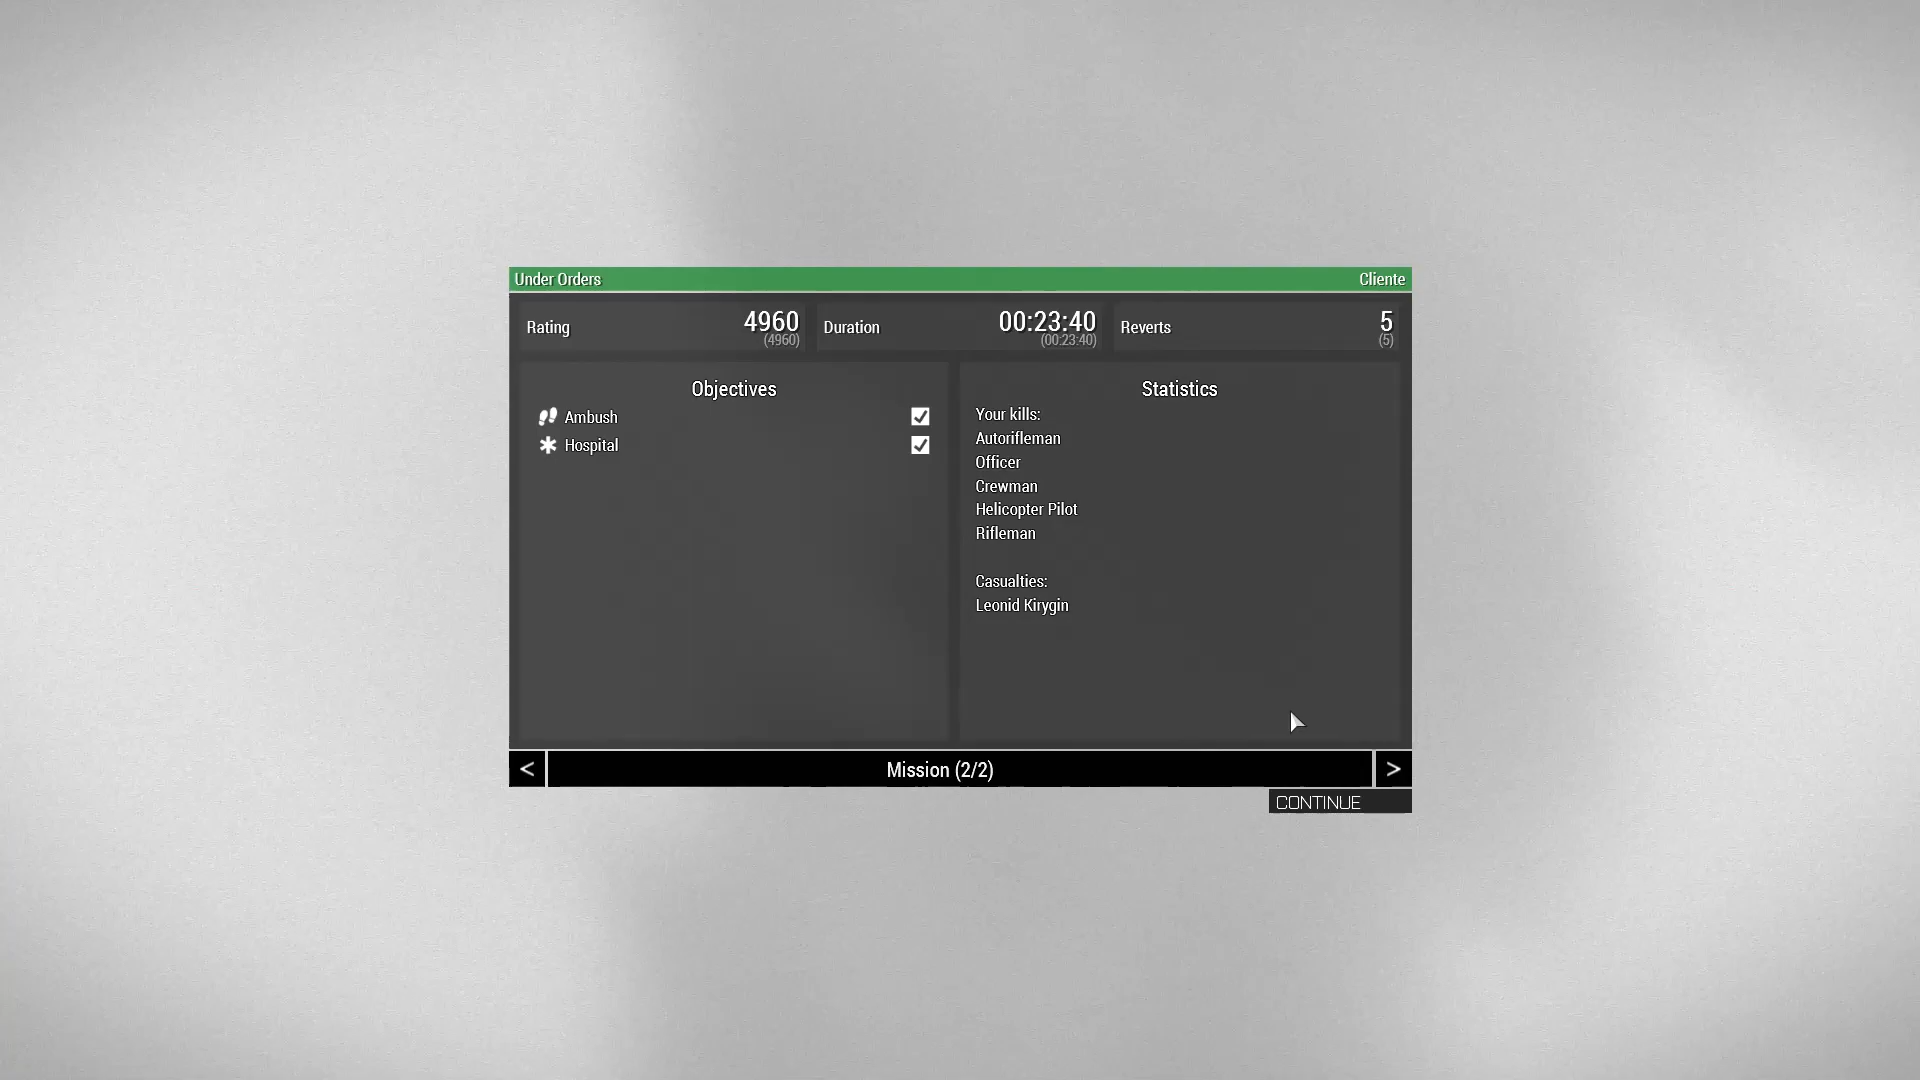 Under Orders
Cliente
Rating
4960
(4960)
Duration
00:23:40
(00:23:40)
Reverts
5
(5)
Objectives
Ambush
Hospital
Statistics
Your kills:
Autorifleman
Officer
Crewman
Helicopter Pilot
Rifleman
Casualties:
Leonid Kirygin
<
Mission (2/2)
>
CONTINUE